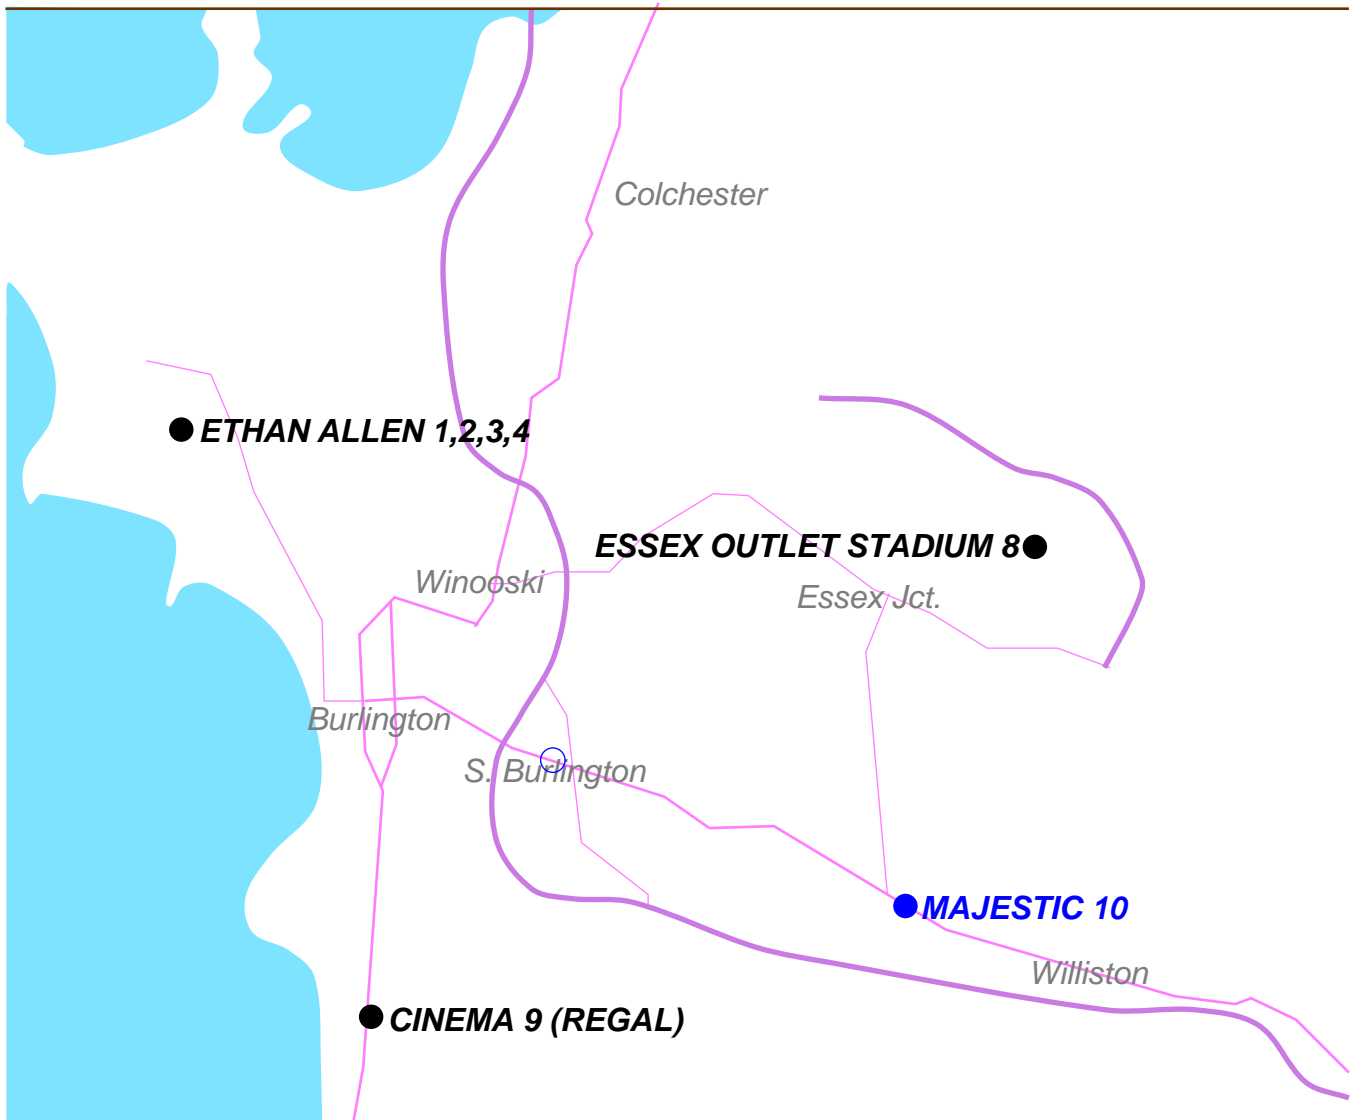 Colchester
ETHAN ALLEN 1,2,3,4
ESSEX OUTLET STADIUM 8
Winooski
Essex Jct.
Burlington
S. Burlington
MAJESTIC 10
Williston
CINEMA 9 (REGAL)